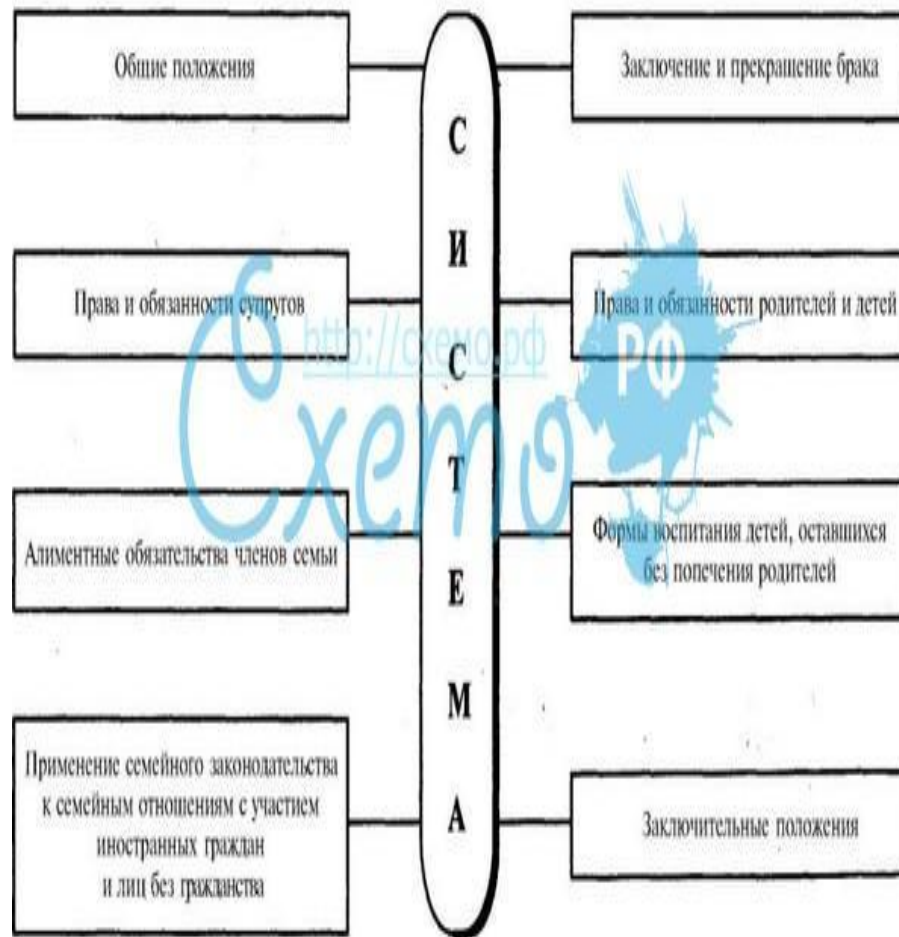 Общие положения
Заключение и прекращение брака
СИСТЕМА
Права и обязанности супругов
Права и обязанности родителей и детей
http://схемо.рф
Схемо
РФ
Алиментные обязательства членов семьи
Формы воспитания детей, оставшихся
без попечения родителей
Применение семейного законодательства
к семейным отношениям с участием
иностранных граждан
и лиц без гражданства
Заключительные положения